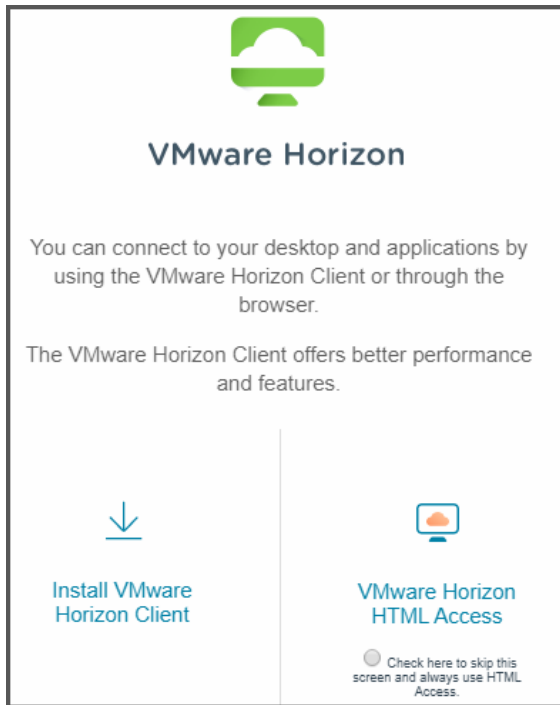 VMware Horizon
You can connect to your desktop and applications by
using the VMware Horizon Client or through the
browser.
The VMware Horizon Client offers better performance
and features.
Install VMware
Horizon Client
VMware Horizon
HTML Access
Check here to skip this
screen and always use HTML
Access.